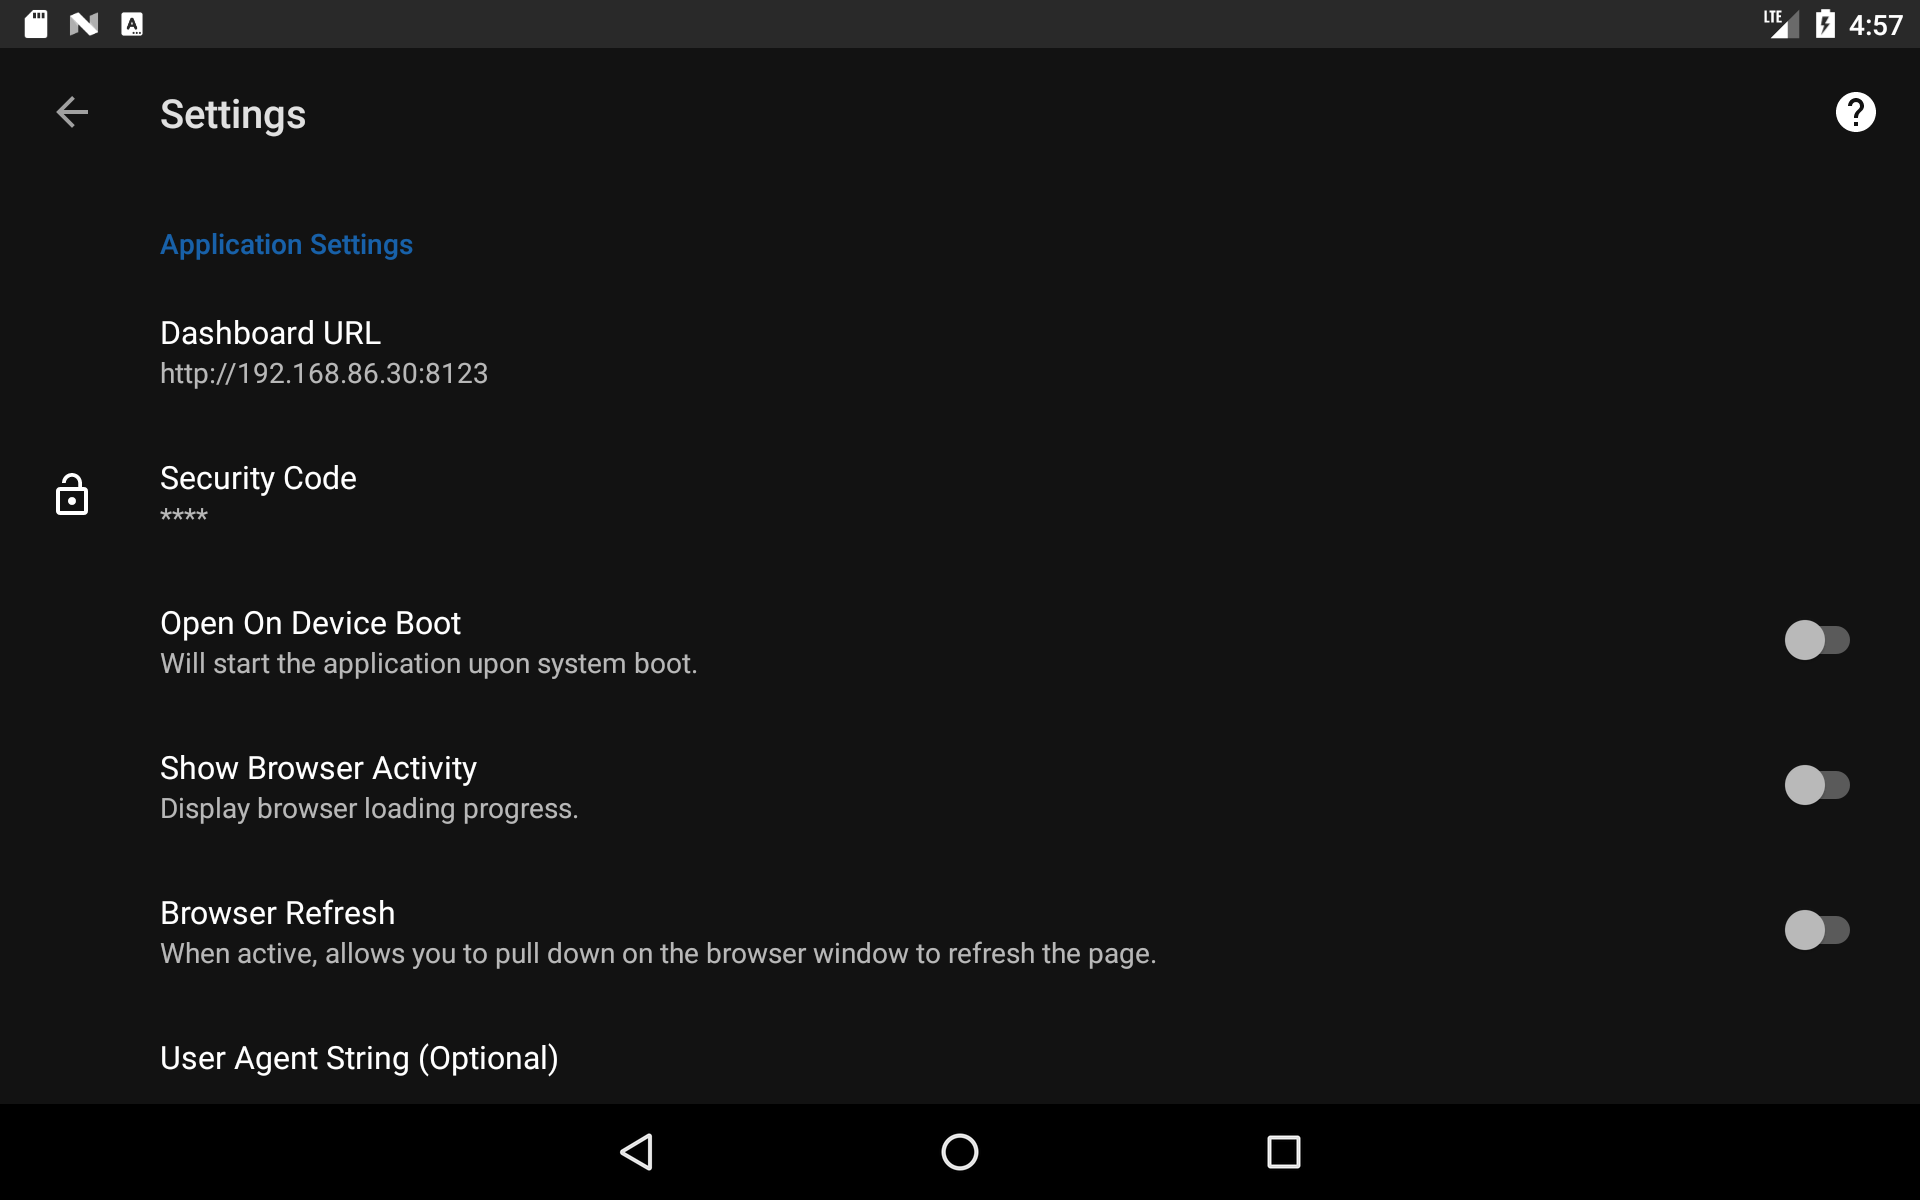 LTE 4:57
Settings
Application Settings
Dashboard URL
http://192.168.86.30:8123
Security Code
****
Open On Device Boot
Will start the application upon system boot.
Show Browser Activity
Display browser loading progress.
Browser Refresh
When active, allows you to pull down on the browser window to refresh the page.
User Agent String (Optional)